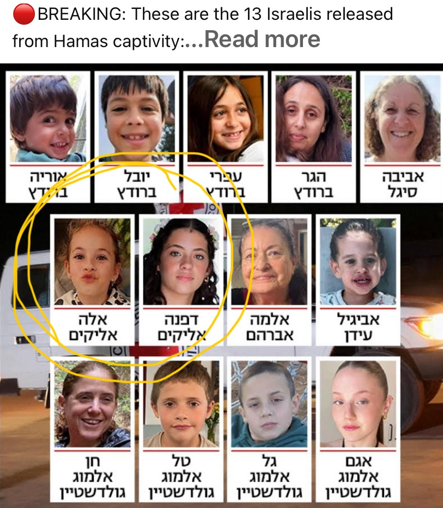 🔴BREAKING: These are the 13 Israelis released
from Hamas captivity:...Read more
אביבה
סיגל
הגר
ברודץ
עפרי
ברודץ
יובל
ברודץ
אוריה
ברודץ
אביגיל
עידן
אלמה
אברהם
דפנה
אליקים
אלה
אליקים
אגם
אלמוג
גולדשטיין
גל
אלמוג
גולדשטיין
טל
אלמוג
גולדשטיין
חן
אלמוג
גולדשטיין